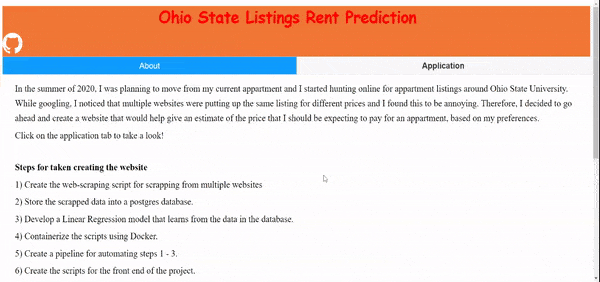 Ohio State Listings Rent Prediction
About
Application
In the summer of 2020, I was planning to move from my current appartment and I started hunting online for appartment listings around Ohio State University.
While googling, I noticed that multiple websites were putting up the same listing for different prices and I found this to be annoying. Therefore, I decided to go
ahead and create a website that would help give an estimate of the price that I should be expecting to pay for an appartment, based on my preferences.
Click on the application tab to take a look!
Steps for taken creating the website
1) Create the web-scraping script for scrapping from multiple websites
2) Store the scrapped data into a postgres database.
3) Develop a Linear Regression model that learns from the data in the database.
4) Containerize the scripts using Docker.
5) Create a pipeline for automating steps 1 - 3.
6) Create the scripts for the front end of the project.